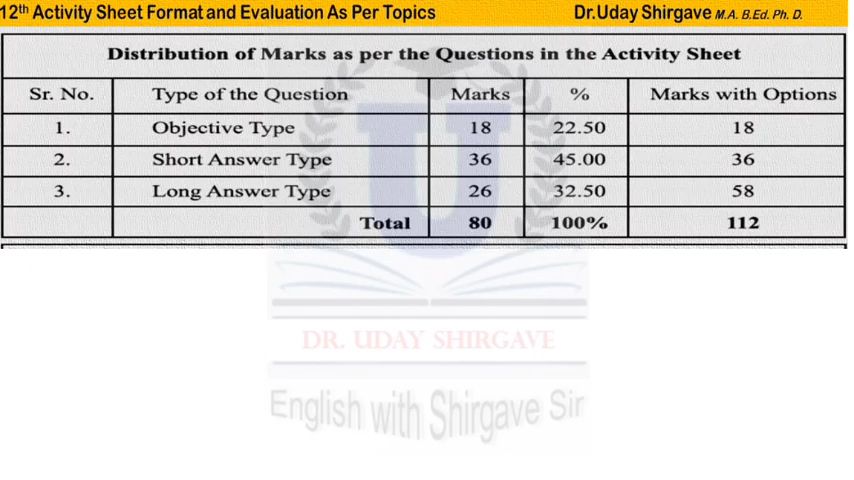 12th Activity Sheet Format and Evaluation As Per Topics Dr.Uday Shirgave M.A. B.Ed. Ph. D.
Distribution of Marks as per the Questions in the Activity Sheet
Sr. No. Type of the Question Marks % Marks with Options
1. Objective Type 18 22.50 18
2. Short Answer Type 36 45.00 36
3. Long Answer Type 26 32.50 58
Total 80 100% 112
DR. UDAY SHIRGAVE
English with Shirgave Sir